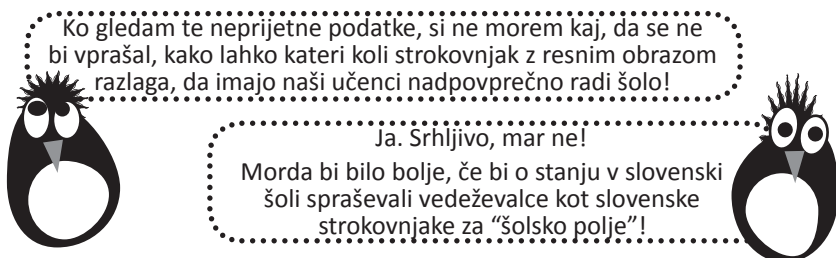 Ko gledam te neprijetne podatke, si ne morem kaj, da se ne
bi vprašal, kako lahko kateri koli strokovnjak z resnim obrazom
razlaga, da imajo naši učenci nadpovprečno radi šolo!
Ja. Srhljivo, mar ne!
Morda bi bilo bolje, če bi o stanju v slovenski
šoli spraševali vedeževalce kot slovenske
strokovnjake za “šolsko polje”!